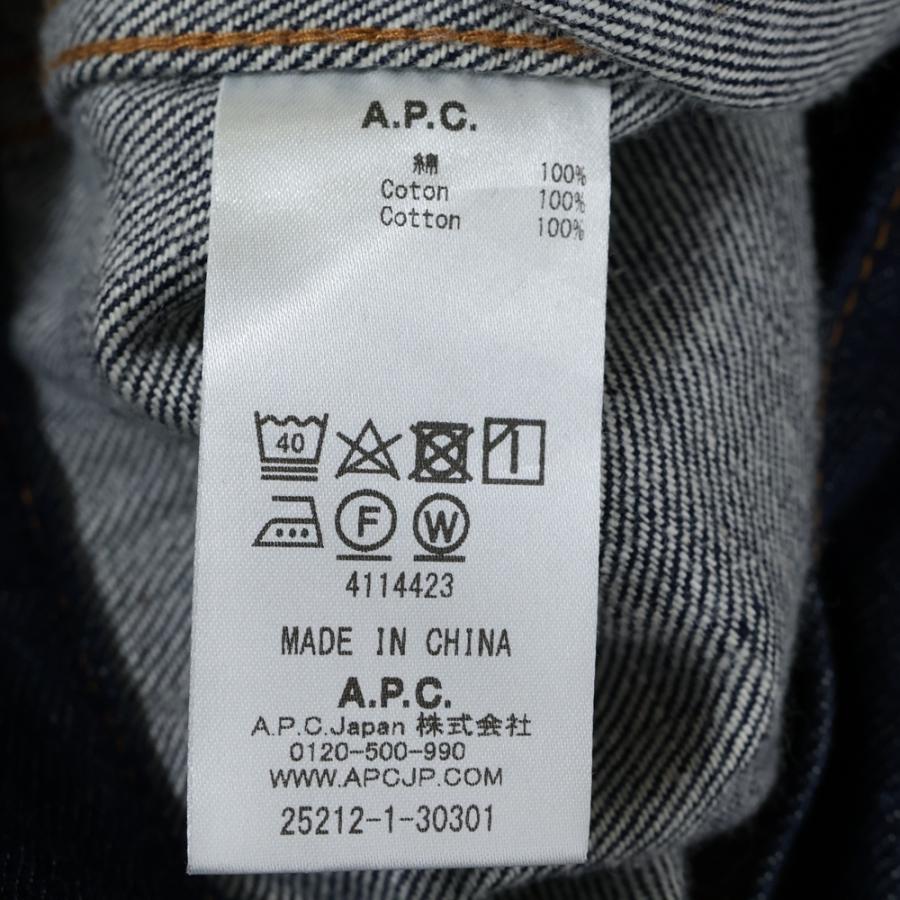 A.P.C.
綿 100%
Coton 100%
Cotton 100%
40
F W
4114423
MADE IN CHINA
A.P.C.
A.P.C.Japan 株式会社
0120-500-990
WWW.APCJP.COM
25212-1-30301